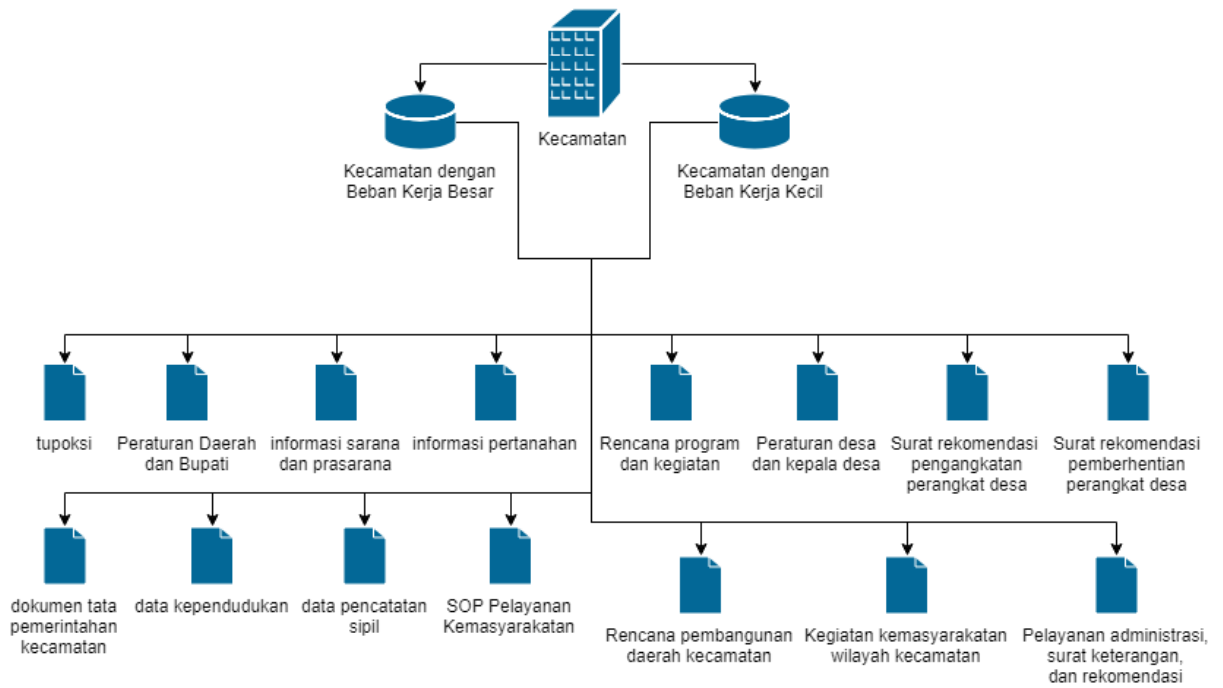 Kecamatan
Kecamatan dengan
Beban Kerja Besar
Kecamatan dengan
Beban Kerja Kecil
tupoksi
Peraturan Daerah
dan Bupati
informasi sarana
dan prasarana
informasi pertanahan
Rencana program
dan kegiatan
Peraturan desa
dan kepala desa
Surat rekomendasi
pengangkatan
perangkat desa
Surat rekomendasi
pemberhentian
perangkat desa
dokumen tata
pemerintahan
kecamatan
data kependudukan
data pencatatan
sipil
SOP Pelayanan
Kemasyarakatan
Rencana pembangunan
daerah kecamatan
Kegiatan kemasyarakatan
wilayah kecamatan
Pelayanan administrasi,
surat keterangan,
dan rekomendasi